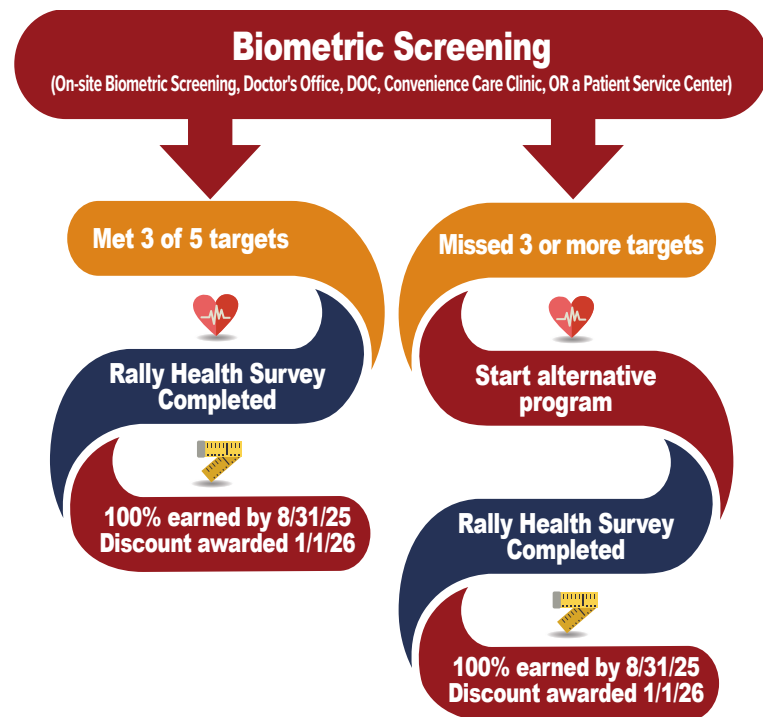 Biometric Screening
(On-site Biometric Screening, Doctor's Office, DOC, Convenience Care Clinic, OR a Patient Service Center)
Met 3 of 5 targets
Rally Health Survey
Completed
100% earned by 8/31/25
Discount awarded 1/1/26
Missed 3 or more targets
Start alternative
program
Rally Health Survey
Completed
100% earned by 8/31/25
Discount awarded 1/1/26